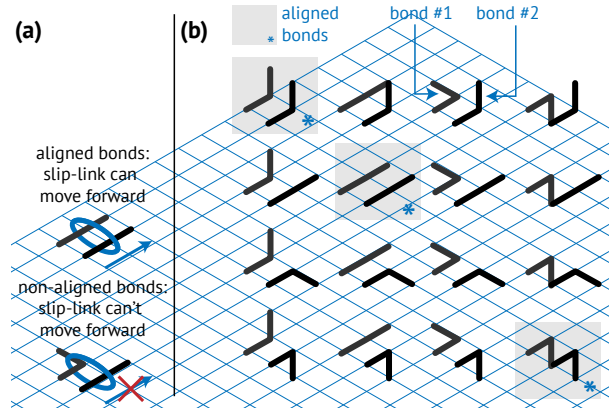 (a)
(b)
aligned
bonds
*
bond #1
bond #2
*
aligned bonds:
slip-link can
move forward
*
non-aligned bonds:
slip-link can't
move forward
*